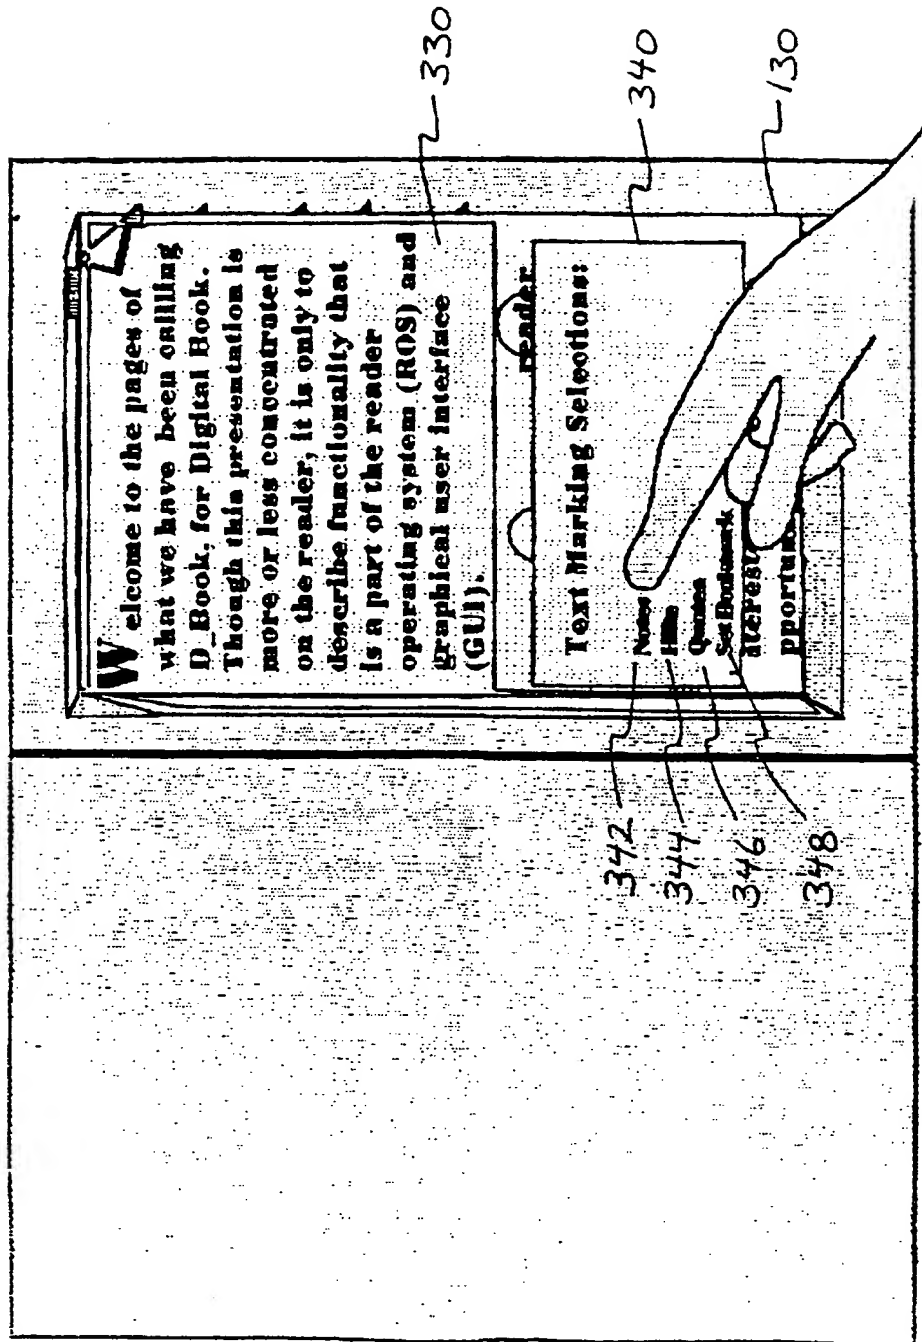 Welcome to the pages of
what we have been calling
D_Book, for Digital Book.
Though this presentation is
more or less concentrated
on the reader, it is only to
describe functionality that
is a part of the reader
operating system (ROS) and
graphical user interface
(GUI).
reader
Text Marking Selections:
Notes
Quotes
Set Bookmark
nterest
pportun
330
340
130
342
344
346
348